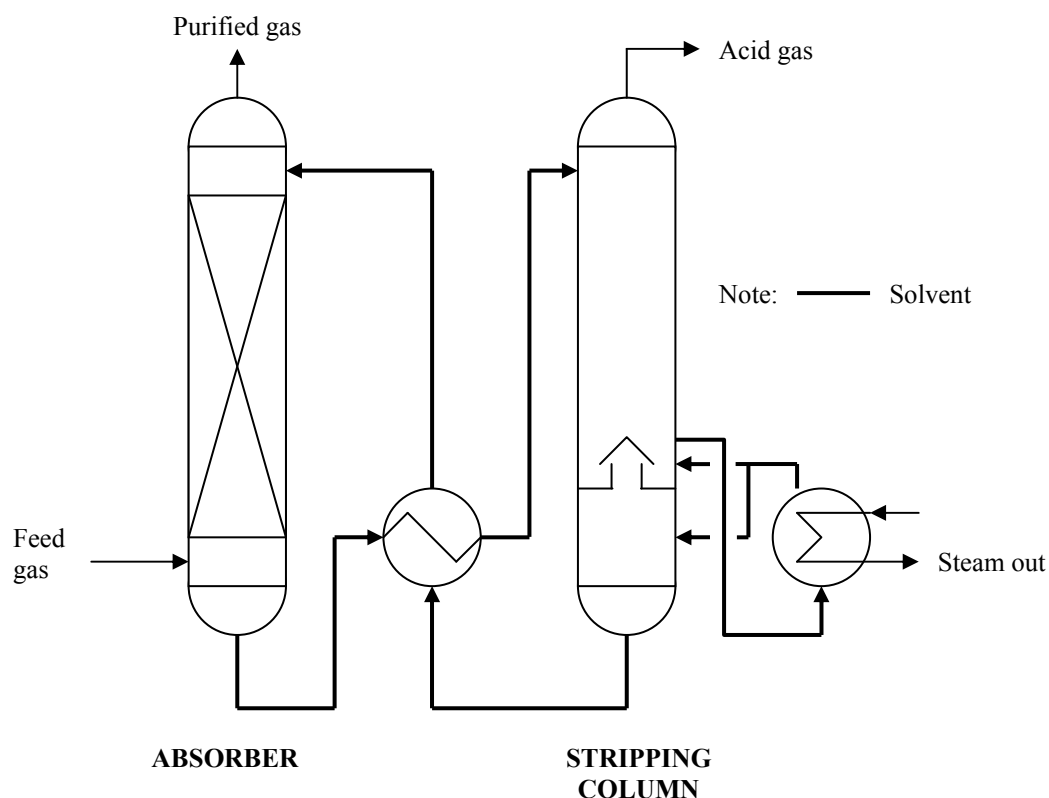 Purified gas
Acid gas
Note:
Solvent
Feed
gas
Steam out
ABSORBER
STRIPPING
COLUMN